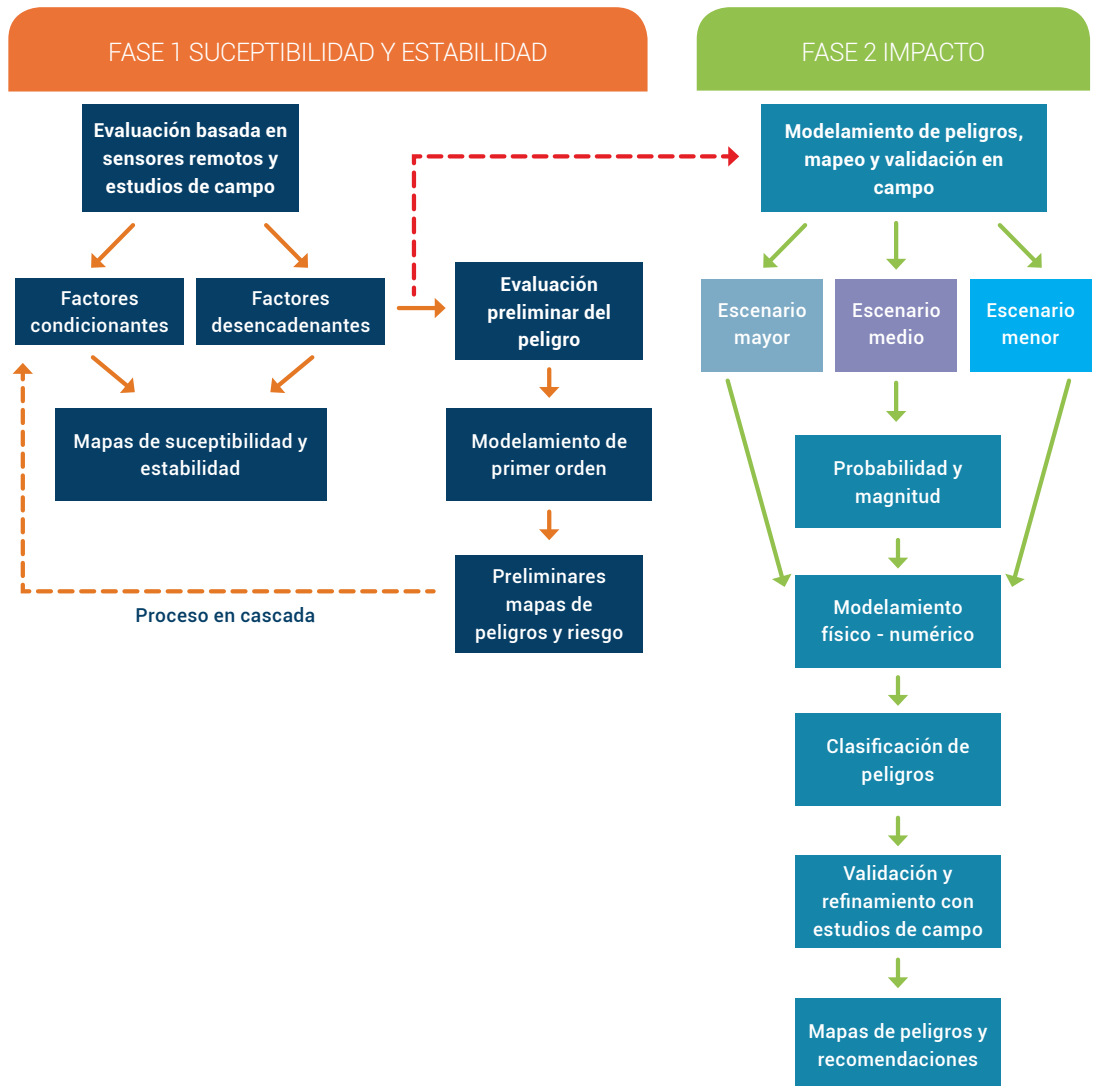 FASE 1 SUCEPTIBILIDAD Y ESTABILIDAD
Evaluación basada en
sensores remotos y
estudios de campo
Factores
condicionantes
Factores
desencadenantes
Mapas de suceptibilidad y
estabilidad
Evaluación
preliminar del
peligro
Modelamiento de
primer orden
Preliminares
mapas de
peligros y riesgo
Proceso en cascada
FASE 2 IMPACTO
Modelamiento de peligros,
mapeo y validación en
campo
Escenario
mayor
Escenario
medio
Escenario
menor
Probabilidad y
magnitud
Modelamiento
físico - numérico
Clasificación de
peligros
Validación y
refinamiento con
estudios de campo
Mapas de peligros y
recomendaciones